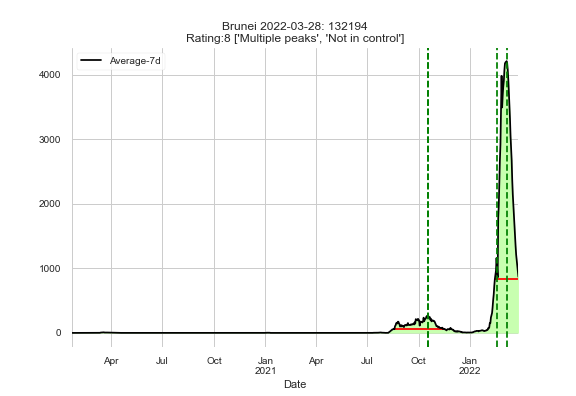 Brunei 2022-03-28: 132194
Rating:8 ['Multiple peaks', 'Not in control']
Average-7d
4000
3000
2000
1000
0
Apr
Jul
Oct
Jan
2021
Apr
Jul
Oct
Jan
2022
Date